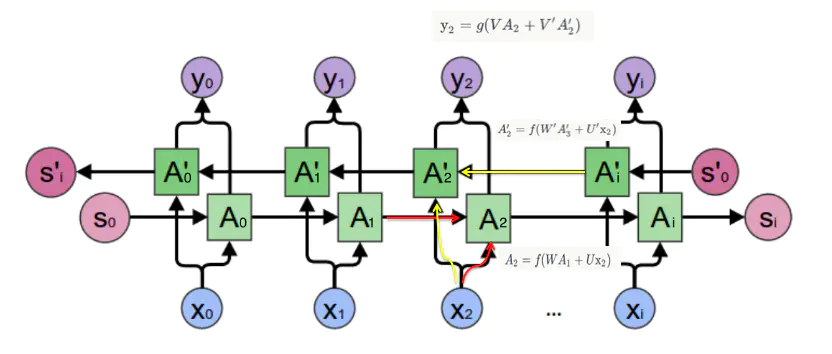 y₂ = g(VA₂ + V′A′₂)
y₀ y₁ y₂ yᵢ
A′₂ = f(W′A′₃ + U′x₂)
s'ᵢ A'₀ A'₁ A'₂ A'ᵢ s'₀
s₀ A₀ A₁ A₂ Aᵢ sᵢ
A₂ = f(WA₁ + Ux₂)
x₀ x₁ x₂ ... xᵢ